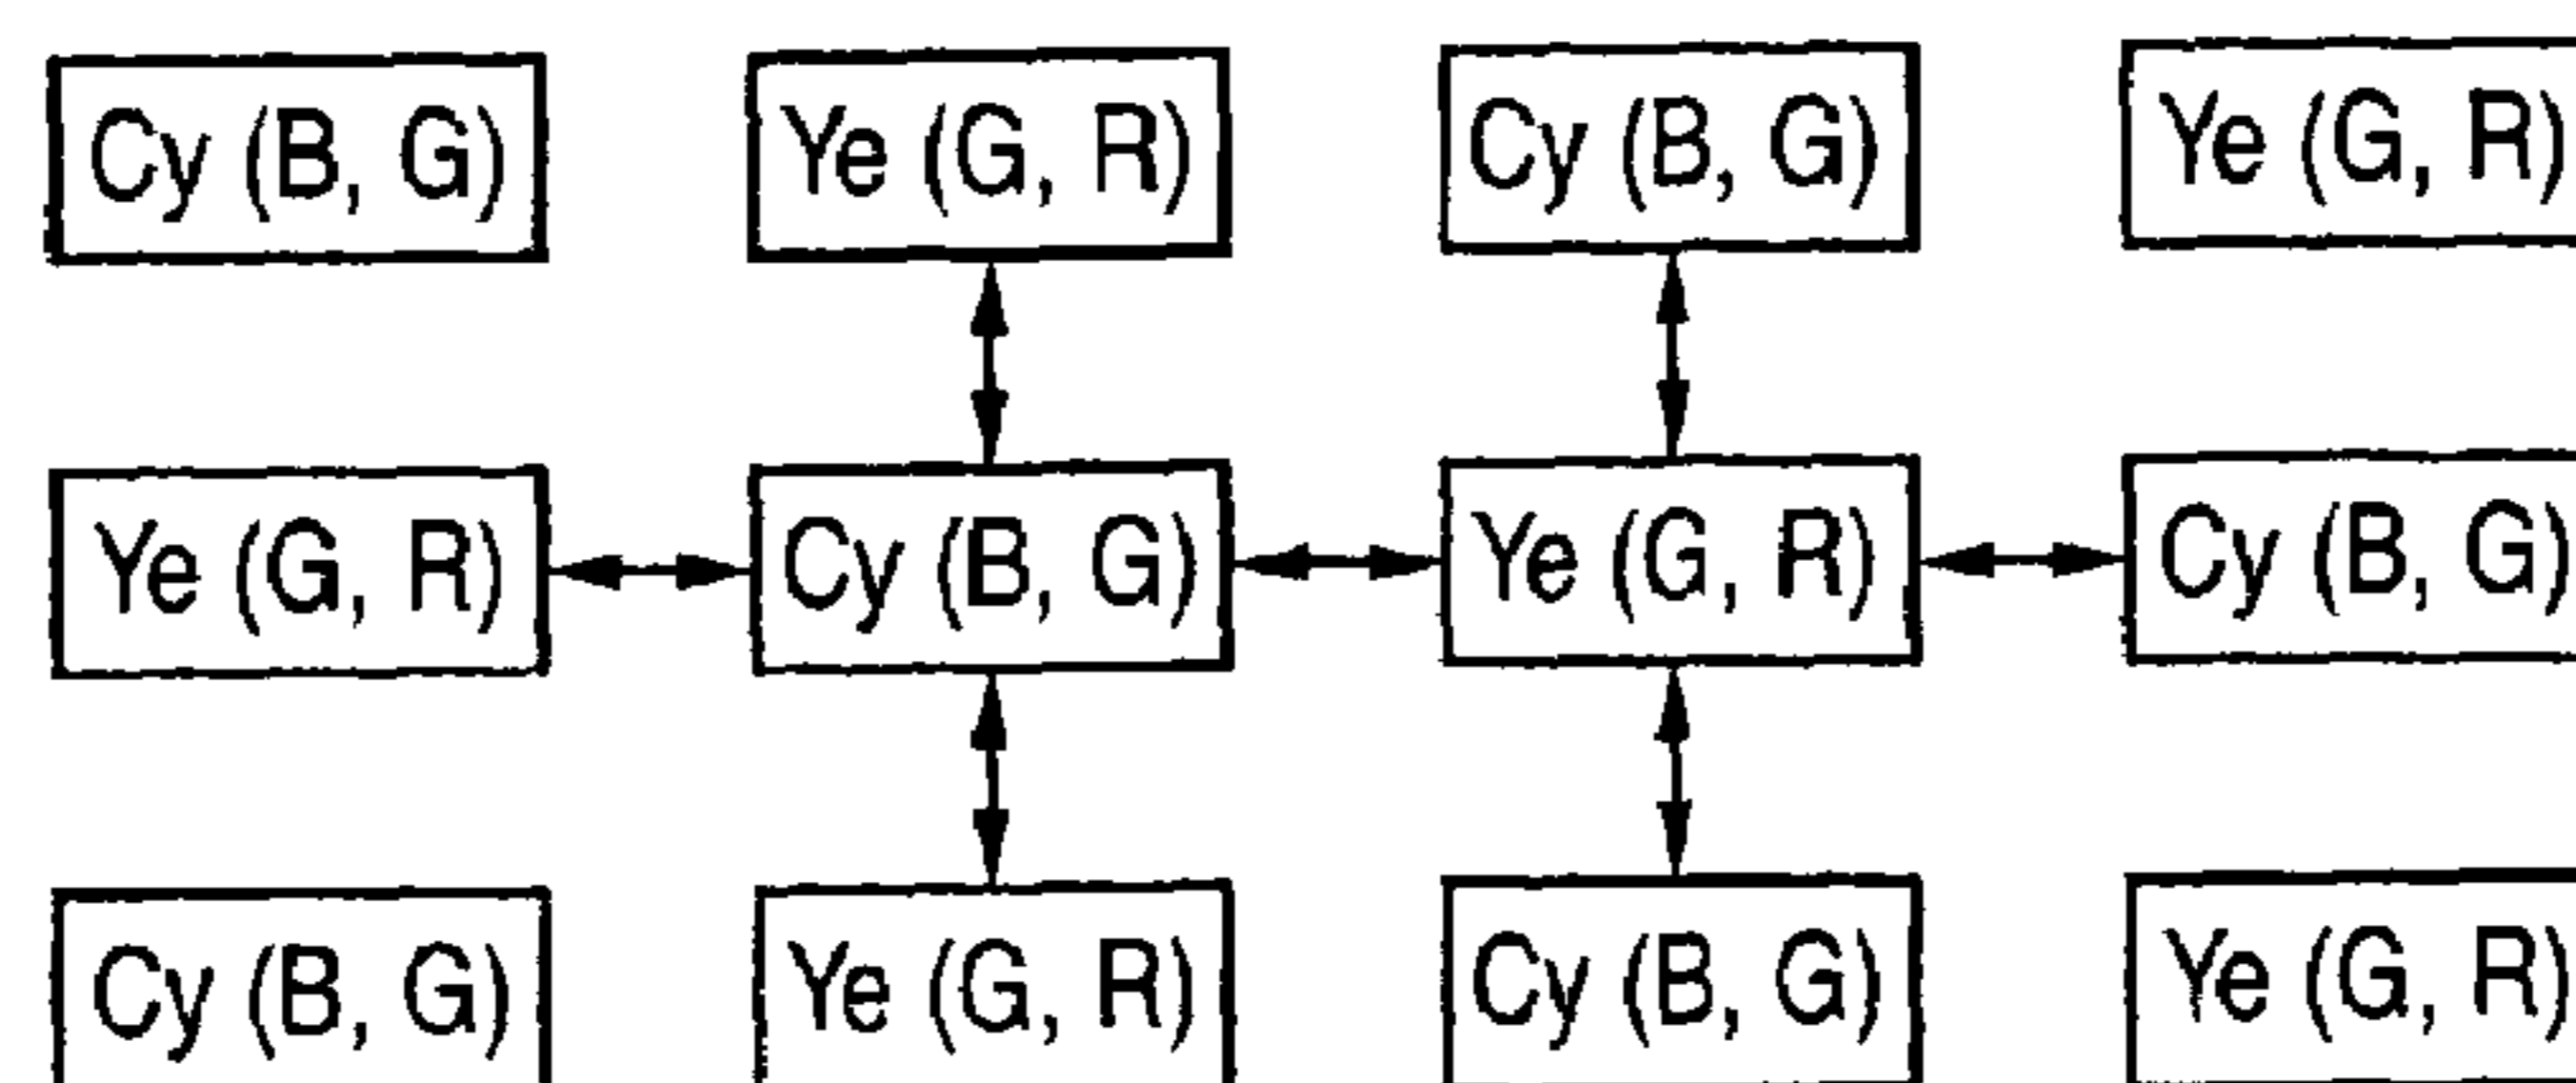 Cy (B, G) Ye (G, R) Cy (B, G) Ye (G, R)
Ye (G, R) Cy (B, G) Ye (G, R) Cy (B, G)
Cy (B, G) Ye (G, R) Cy (B, G) Ye (G, R)